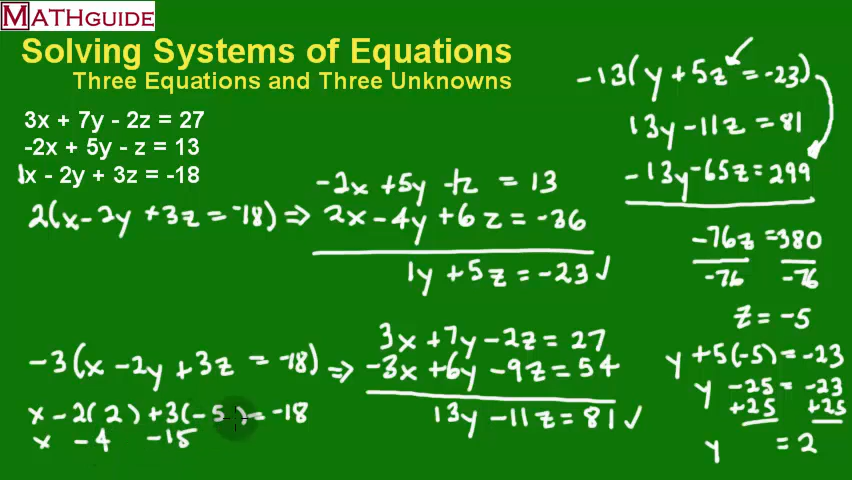 MATHGUIDE
Solving Systems of Equations
Three Equations and Three Unknowns
3x + 7y - 2z = 27
-2x + 5y - z = 13
1x - 2y + 3z = -18
2(x - 2y + 3z = -18) ⇒
-2x + 5y - 1z = 13
2x - 4y + 6z = -36
1y + 5z = -23 ✓
-3(x - 2y + 3z = -18) ⇒
3x + 7y - 2z = 27
-3x + 6y - 9z = 54
13y - 11z = 81 ✓
x - 2(2) + 3(-5) = -18
x - 4 - 15
-13(y + 5z = -23)
13y - 11z = 81
-13y - 65z = 299
-76z = 380
-76 -76
z = -5
y + 5(-5) = -23
y - 25 = -23
+25 +25
y = 2